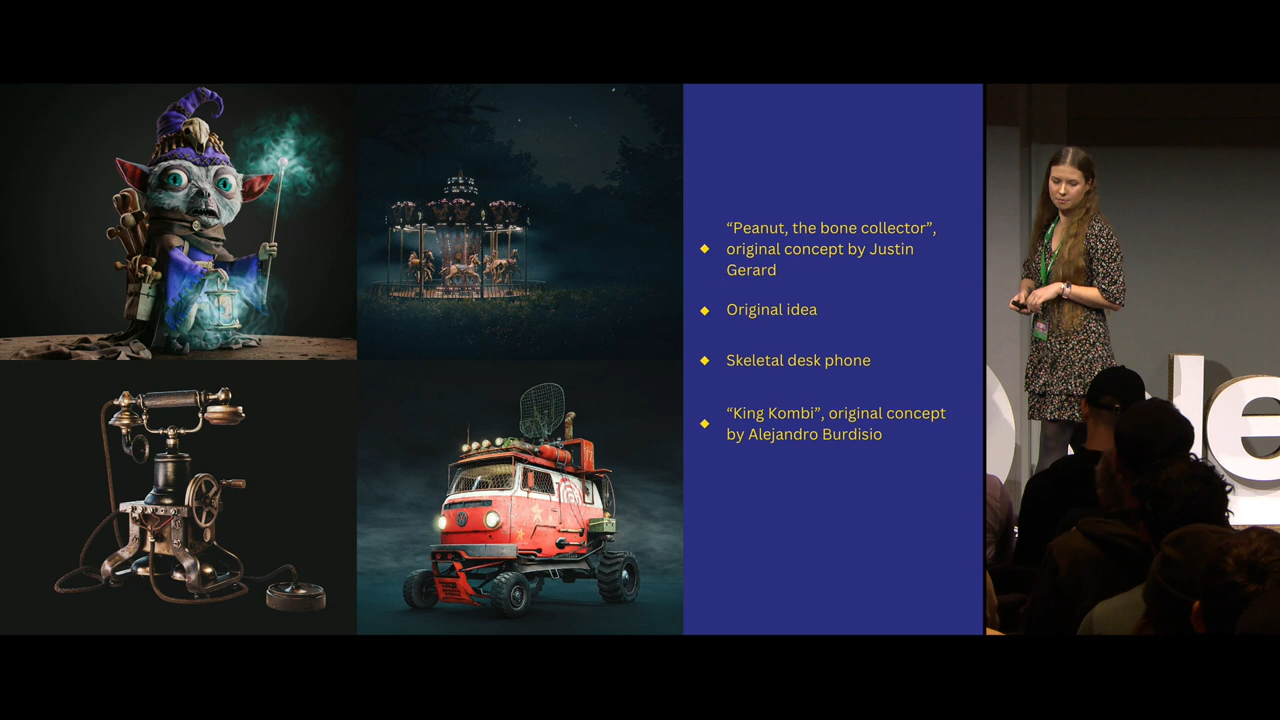 “Peanut, the bone collector”,
original concept by Justin
Gerard
Original idea
Skeletal desk phone
“King Kombi”, original concept
by Alejandro Burdisio
le